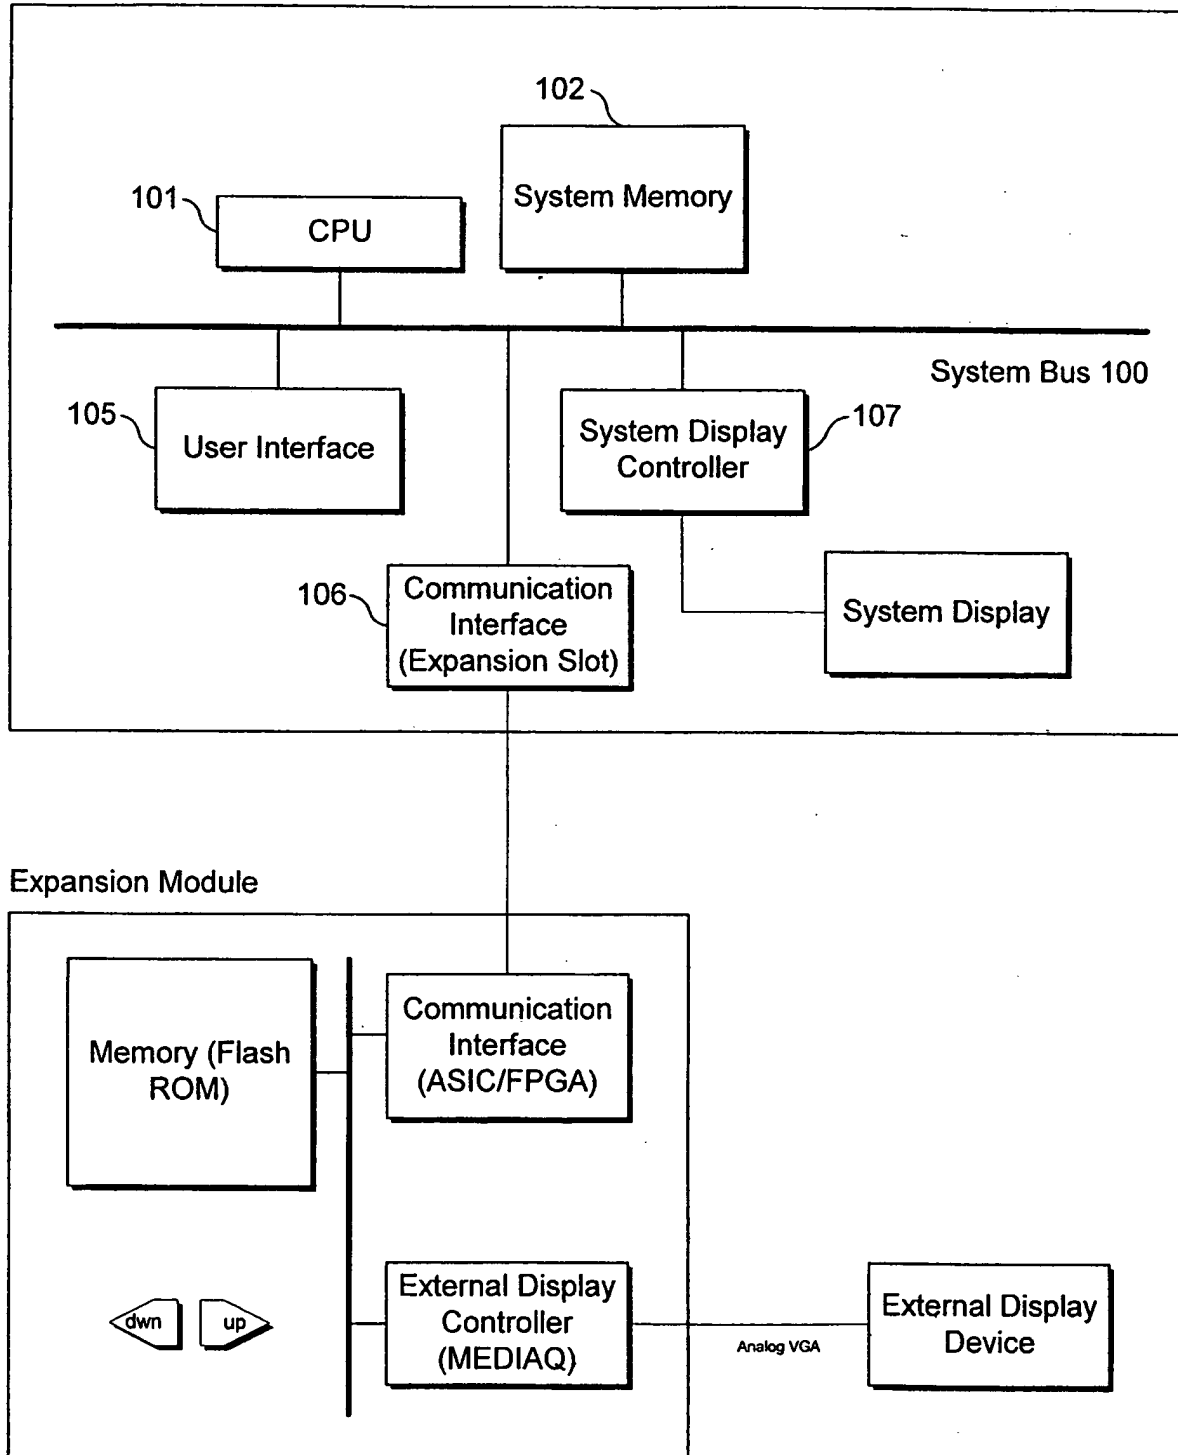 102
System Memory
101
CPU
System Bus 100
105
User Interface
System Display
Controller
107
106
Communication
Interface
(Expansion Slot)
System Display
Expansion Module
Memory (Flash
ROM)
Communication
Interface
(ASIC/FPGA)
dwn
up
External Display
Controller
(MEDIAQ)
Analog VGA
External Display
Device